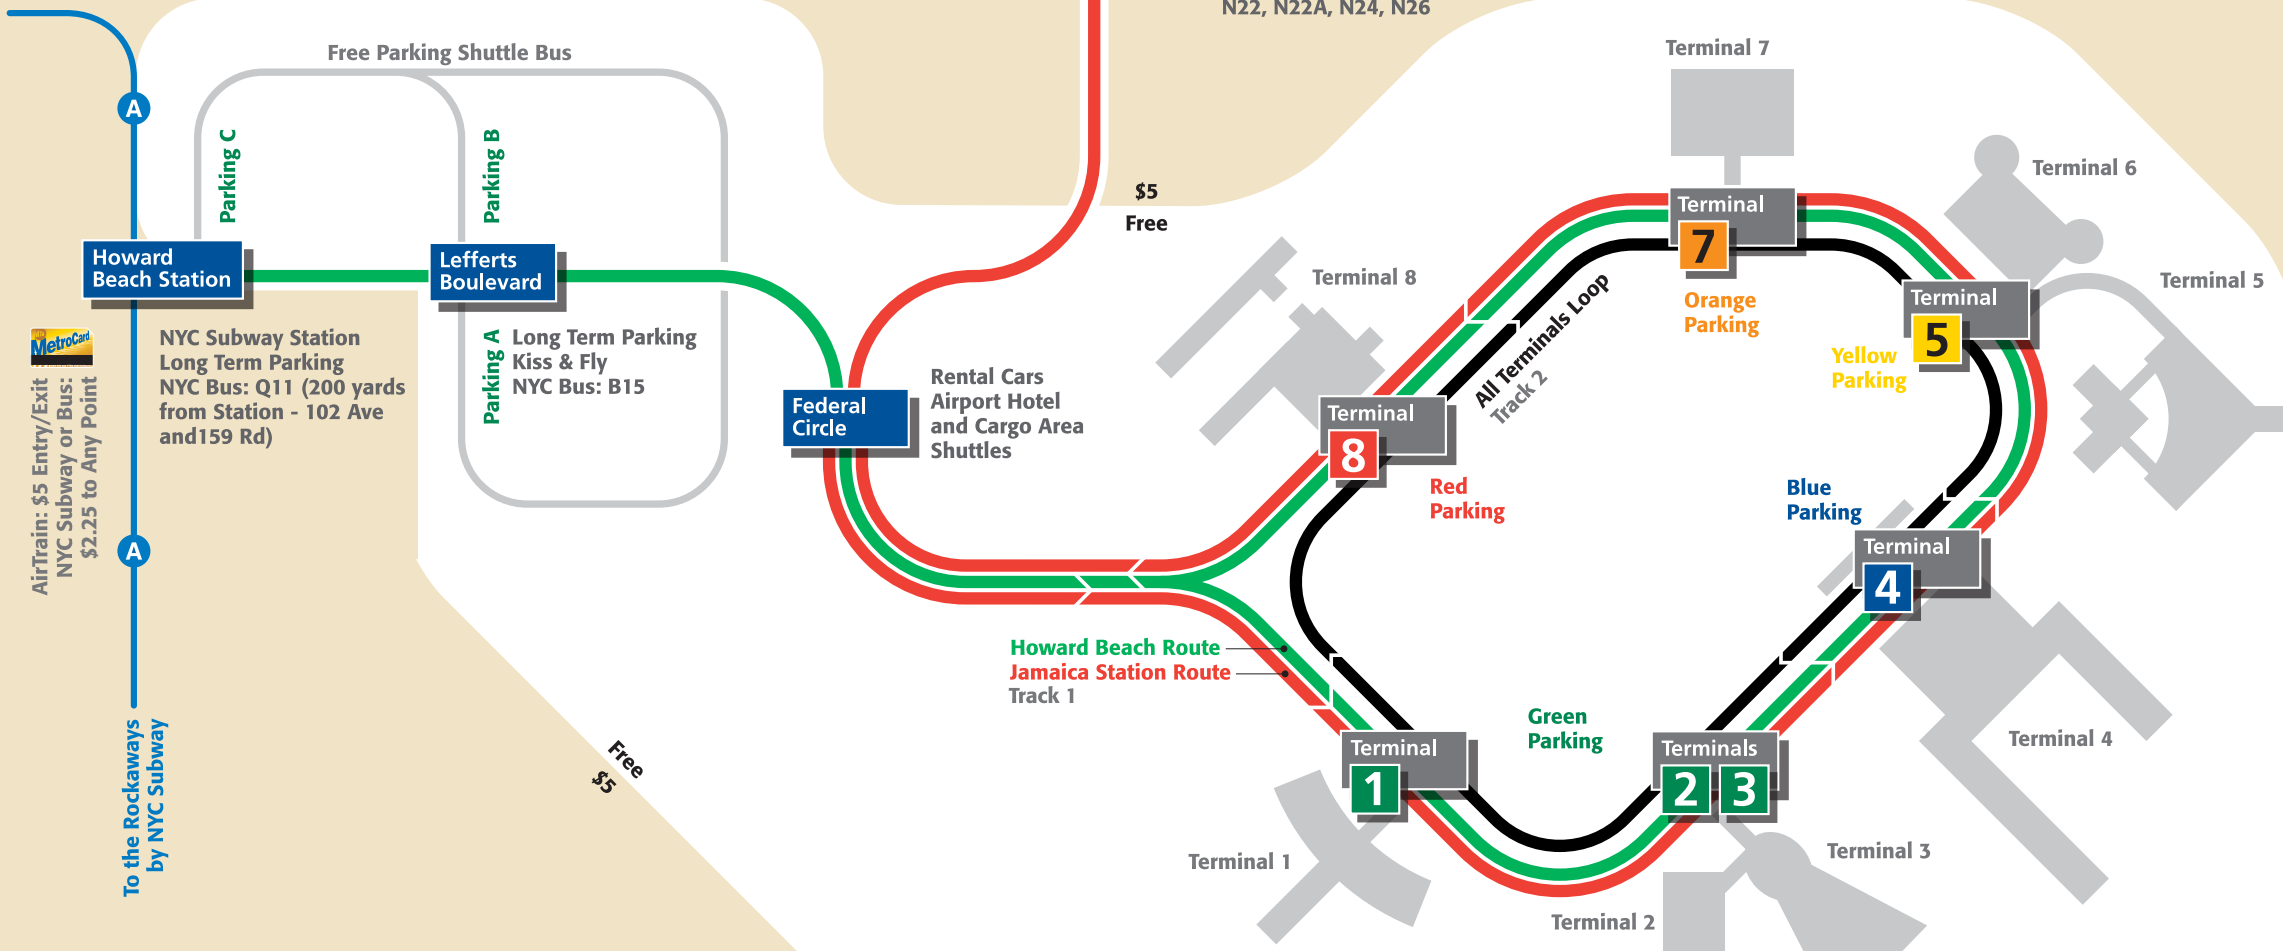 N22, N22A, N24, N26
Free Parking Shuttle Bus
A
Parking C
Parking B
Howard
Beach Station
Lefferts
Boulevard
MetroCard
AirTrain: $5 Entry/Exit
NYC Subway or Bus:
$2.25 to Any Point
NYC Subway Station
Long Term Parking
NYC Bus: Q11 (200 yards
from Station - 102 Ave
and159 Rd)
Parking A
Long Term Parking
Kiss & Fly
NYC Bus: B15
A
To the Rockaways
by NYC Subway
Free
$5
$5
Free
Federal
Circle
Rental Cars
Airport Hotel
and Cargo Area
Shuttles
Howard Beach Route
Jamaica Station Route
Track 1
All Terminals Loop
Track 2
Terminal 7
Terminal
7
Orange
Parking
Terminal 6
Terminal 5
Terminal
5
Yellow
Parking
Terminal 8
Terminal
8
Red
Parking
Blue
Parking
Terminal
4
Terminal 4
Green
Parking
Terminal
1
Terminal 1
Terminals
2 3
Terminal 3
Terminal 2